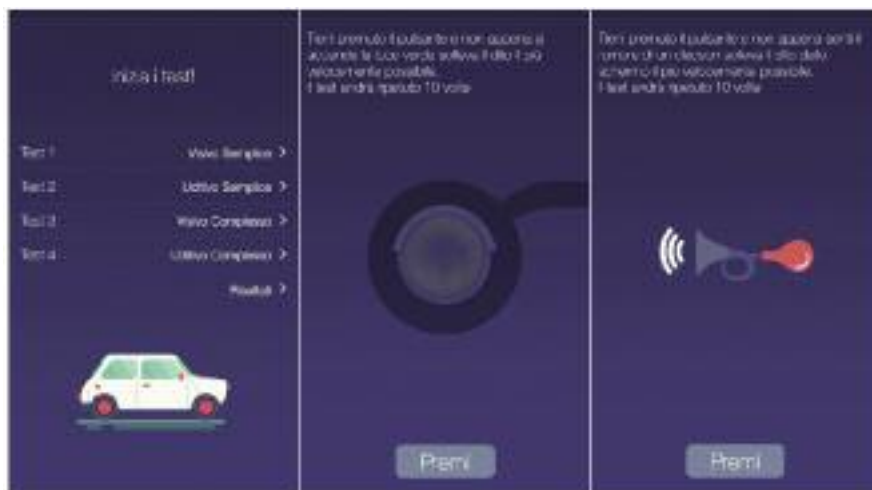 inizia i test!
Test 1 Visivo Semplice >
Test 2 Uditivo Semplice >
Test 3 Visivo Complesso >
Test 4 Uditivo Complesso >
Risultati >
Tieni premuto il pulsante e non appena si
accende la luce verde solleva il dito il più
velocemente possibile.
Il test andrà ripetuto 10 volte
Premi
Tieni premuto il pulsante e non appena senti il
rumore di un clacson solleva il dito dallo
schermo il più velocemente possibile.
Il test andrà ripetuto 10 volte
Premi